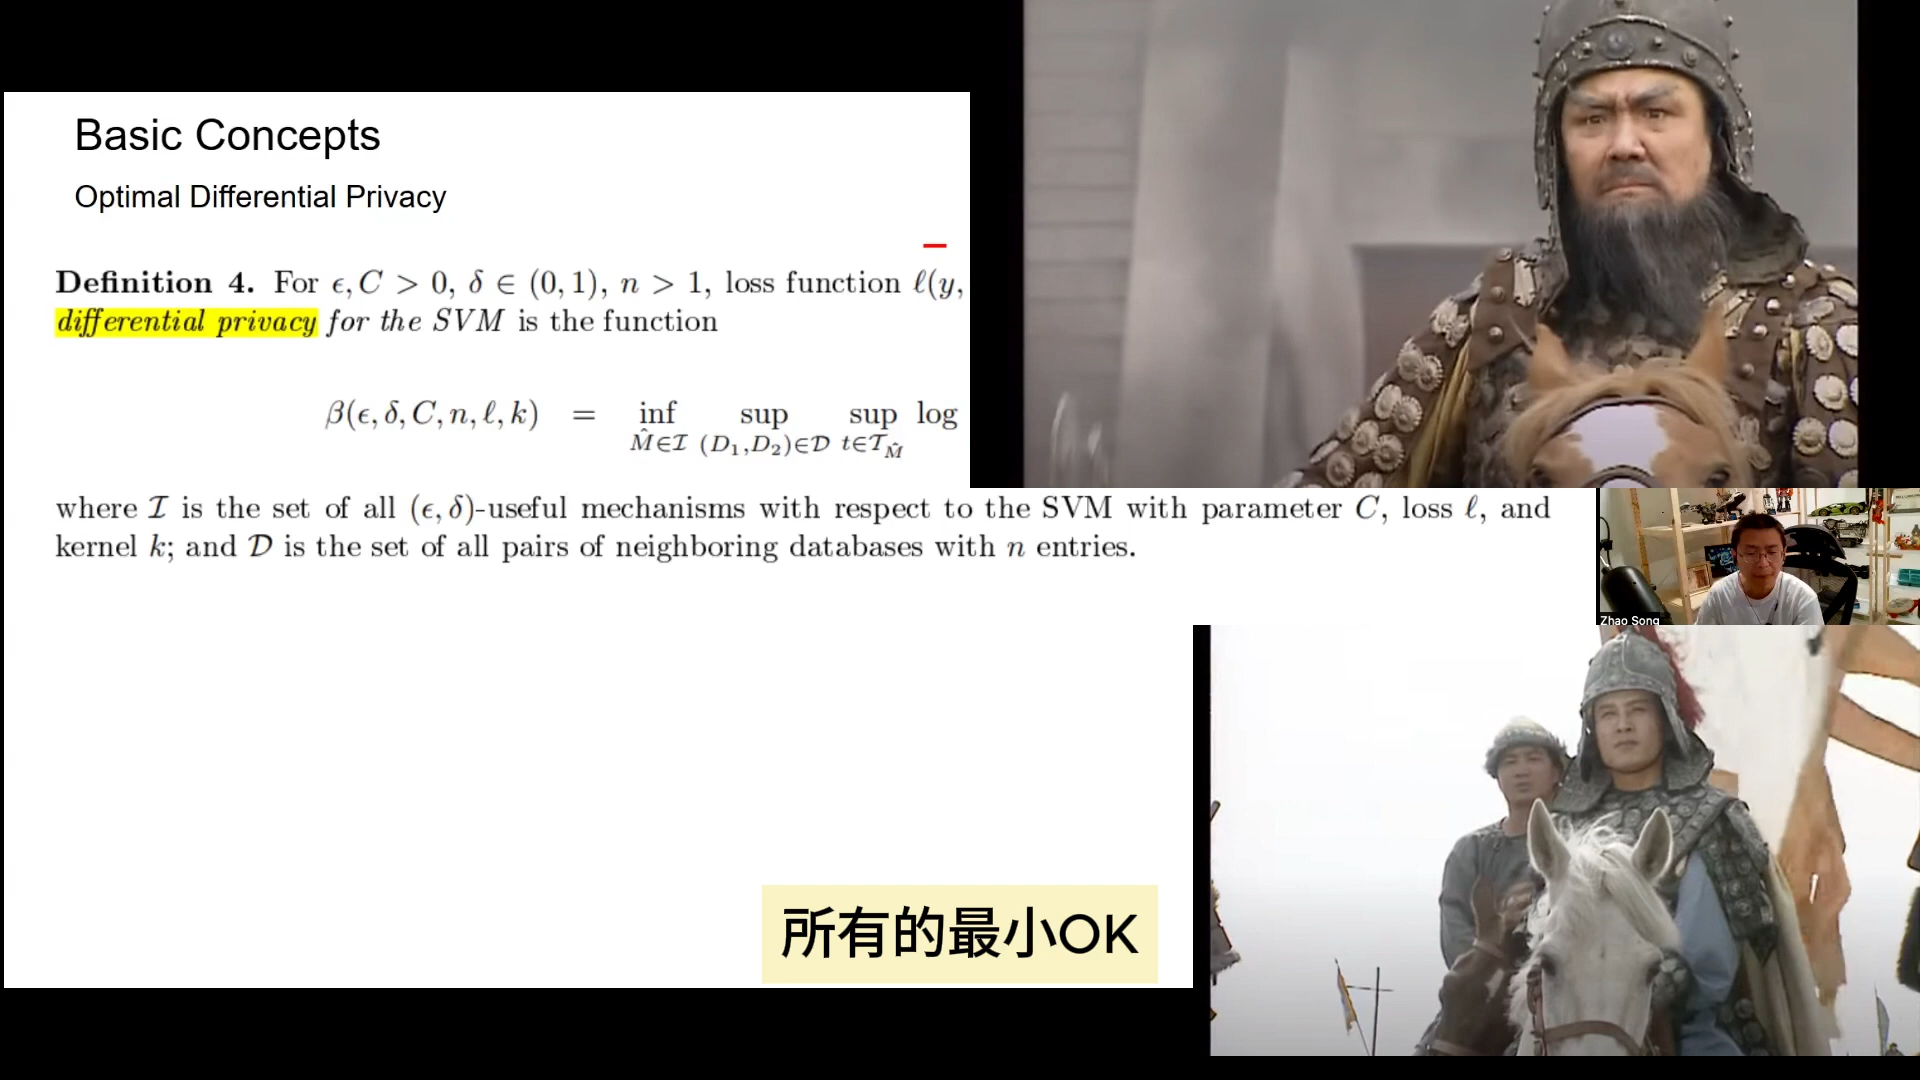 Basic Concepts
Optimal Differential Privacy
Definition 4. For ϵ, C > 0, δ ∈ (0, 1), n > 1, loss function ℓ(y,
differential privacy for the SVM is the function
β(ϵ, δ, C, n, ℓ, k) = inf sup sup log
M̂∈ℐ (D₁,D₂)∈𝒟 t∈𝒯_M̂
where ℐ is the set of all (ϵ, δ)-useful mechanisms with respect to the SVM with parameter C, loss ℓ, and
kernel k; and 𝒟 is the set of all pairs of neighboring databases with n entries.
Zhao Song
所有的最小OK